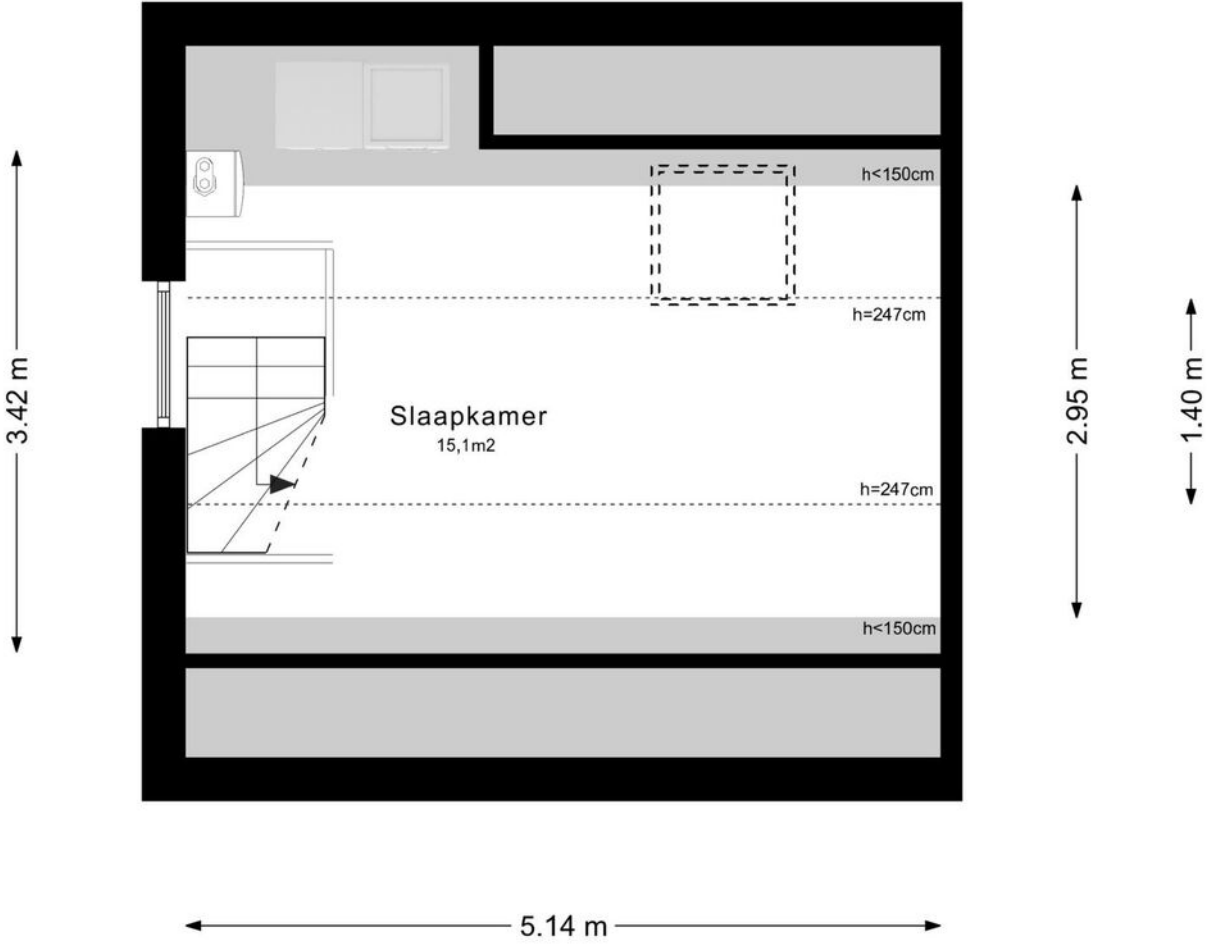 h<150cm
h=247cm
3.42 m
2.95 m
1.40 m
Slaapkamer
15,1m2
h=247cm
h<150cm
5.14 m